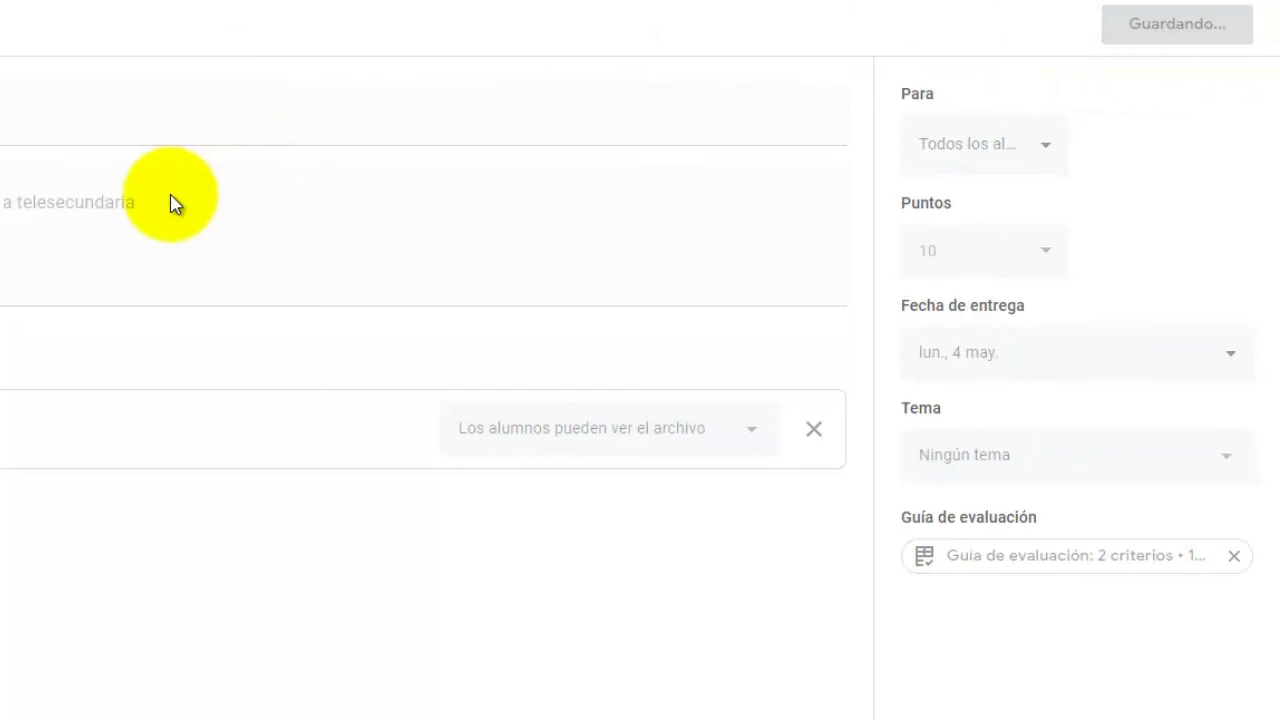 Guardando...
Para
Todos los al...
a telesecundaria
Puntos
10
Fecha de entrega
lun., 4 may.
Tema
Los alumnos pueden ver el archivo
Ningún tema
Guía de evaluación
Guía de evaluación: 2 criterios • 1...